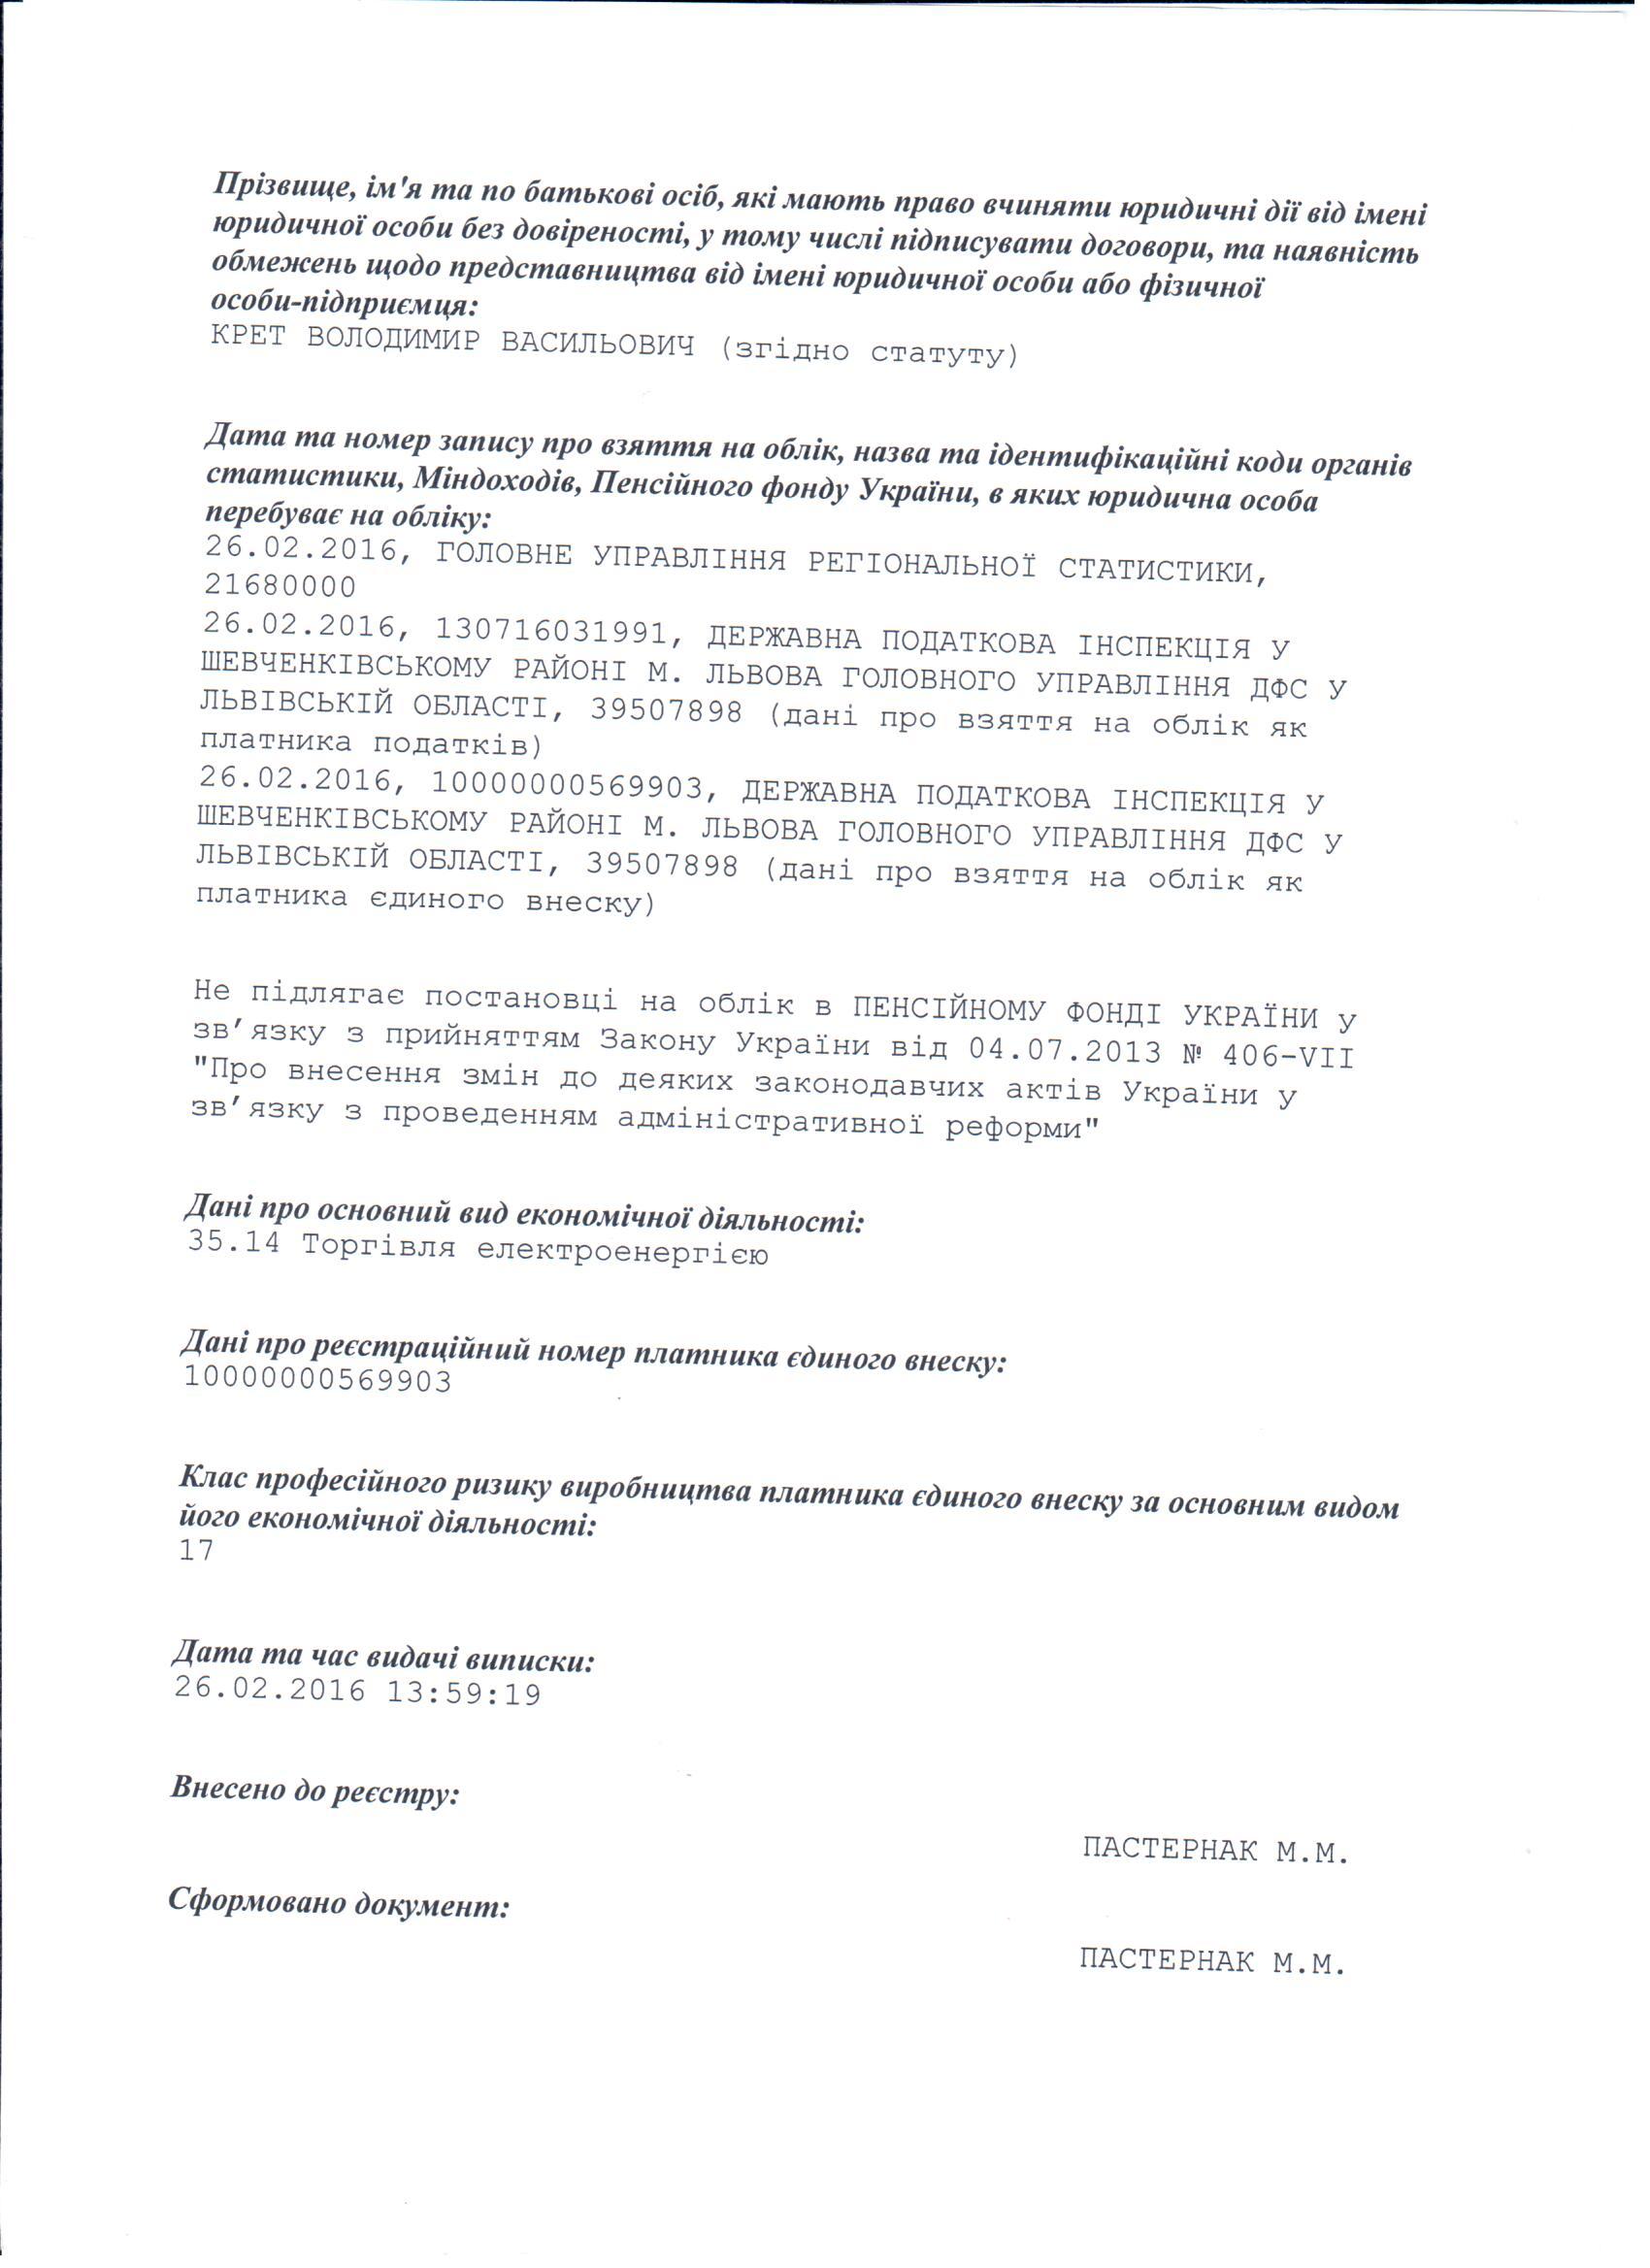 Прізвище, ім'я та по батькові осіб, які мають право вчиняти юридичні дії від імені
юридичної особи без довіреності, у тому числі підписувати договори, та наявність
обмежень щодо представництва від імені юридичної особи або фізичної
особи-підприємця:
КРЕТ ВОЛОДИМИР ВАСИЛЬОВИЧ (згідно статуту)
Дата та номер запису про взяття на облік, назва та ідентифікаційні коди органів
статистики, Міндоходів, Пенсійного фонду України, в яких юридична особа
перебуває на обліку:
26.02.2016, ГОЛОВНЕ УПРАВЛІННЯ РЕГІОНАЛЬНОЇ СТАТИСТИКИ,
21680000
26.02.2016, 130716031991, ДЕРЖАВНА ПОДАТКОВА ІНСПЕКЦІЯ У
ШЕВЧЕНКІВСЬКОМУ РАЙОНІ М. ЛЬВОВА ГОЛОВНОГО УПРАВЛІННЯ ДФС У
ЛЬВІВСЬКІЙ ОБЛАСТІ, 39507898 (дані про взяття на облік як
платника податків)
26.02.2016, 10000000569903, ДЕРЖАВНА ПОДАТКОВА ІНСПЕКЦІЯ У
ШЕВЧЕНКІВСЬКОМУ РАЙОНІ М. ЛЬВОВА ГОЛОВНОГО УПРАВЛІННЯ ДФС У
ЛЬВІВСЬКІЙ ОБЛАСТІ, 39507898 (дані про взяття на облік як
платника єдиного внеску)
Не підлягає постановці на облік в ПЕНСІЙНОМУ ФОНДІ УКРАЇНИ у
зв’язку з прийняттям Закону України від 04.07.2013 № 406-VII
"Про внесення змін до деяких законодавчих актів України у
зв’язку з проведенням адміністративної реформи"
Дані про основний вид економічної діяльності:
35.14 Торгівля електроенергією
Дані про реєстраційний номер платника єдиного внеску:
10000000569903
Клас професійного ризику виробництва платника єдиного внеску за основним видом
його економічної діяльності:
17
Дата та час видачі виписки:
26.02.2016 13:59:19
Внесено до реєстру:
ПАСТЕРНАК М.М.
Сформовано документ:
ПАСТЕРНАК М.М.